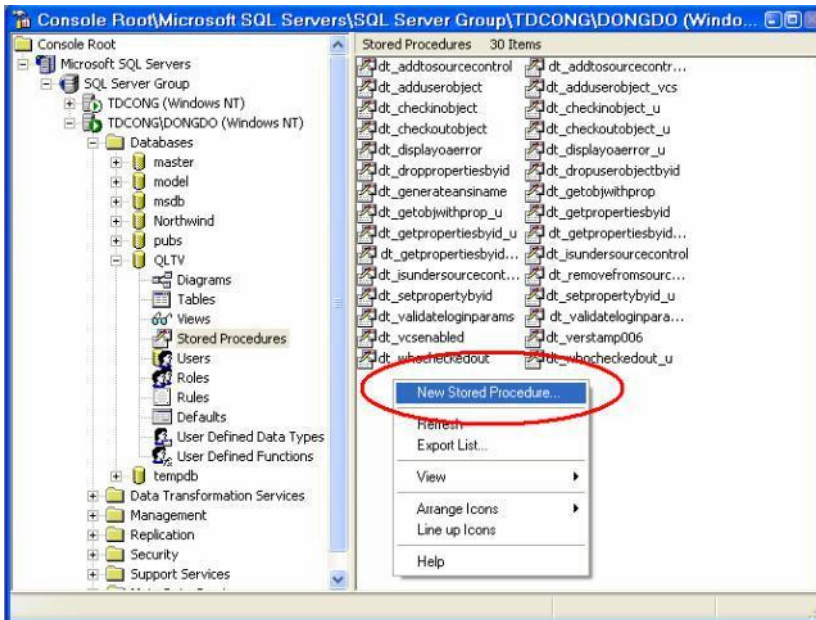 Console Root\Microsoft SQL Servers\SQL Server Group\TDCONG\DONGDO (Windo...
Console Root
Microsoft SQL Servers
SQL Server Group
TDCONG (Windows NT)
TDCONG\DONGDO (Windows NT)
Databases
master
model
msdb
Northwind
pubs
QLTV
Diagrams
Tables
Views
Stored Procedures
Users
Roles
Rules
Defaults
User Defined Data Types
User Defined Functions
tempdb
Data Transformation Services
Management
Replication
Security
Support Services
Stored Procedures 30 Items
dt_addtosourcecontrol dt_addtosourcecontr...
dt_adduserobject dt_adduserobject_vcs
dt_checkinobject dt_checkinobject_u
dt_checkoutobject dt_checkoutobject_u
dt_displayoaerror dt_displayoaerror_u
dt_droppropertiesbyid dt_dropuserobjectbyid
dt_generateansiname dt_getobjwithprop
dt_getobjwithprop_u dt_getpropertiesbyid
dt_getpropertiesbyid_u dt_getpropertiesbyid...
dt_getpropertiesbyid... dt_isundersourcecontrol
dt_isundersourcecont... dt_removefromsourc...
dt_setpropertybyid dt_setpropertybyid_u
dt_validateloginparams dt_validateloginpara...
dt_vcsenabled dt_verstamp006
dt_whocheckedout dt_whocheckedout_u
New Stored Procedure...
Refresh
Export List...
View
Arrange Icons
Line up Icons
Help